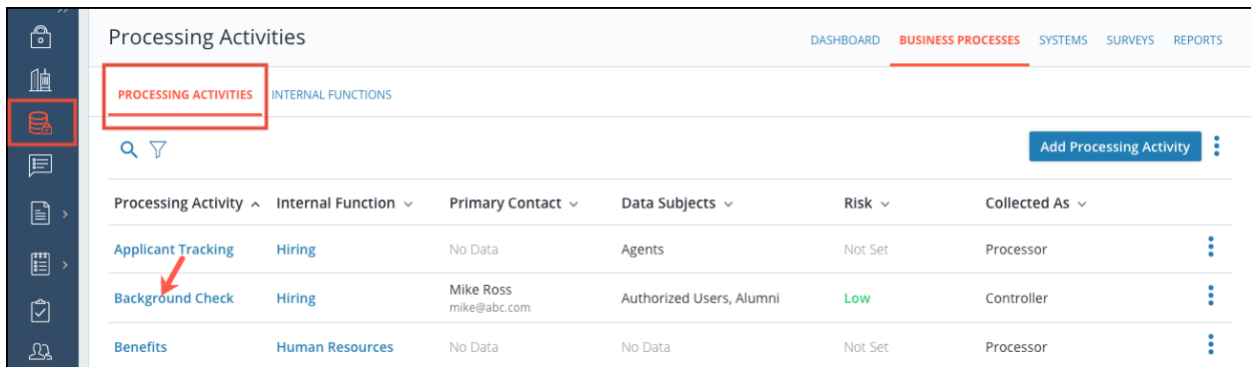 Processing Activities
DASHBOARD BUSINESS PROCESSES SYSTEMS SURVEYS REPORTS
PROCESSING ACTIVITIES INTERNAL FUNCTIONS
Add Processing Activity
Processing Activity Internal Function Primary Contact Data Subjects Risk Collected As
Applicant Tracking Hiring No Data Agents Not Set Processor
Background Check Hiring Mike Ross Authorized Users, Alumni Low Controller
mike@abc.com
Benefits Human Resources No Data No Data Not Set Processor